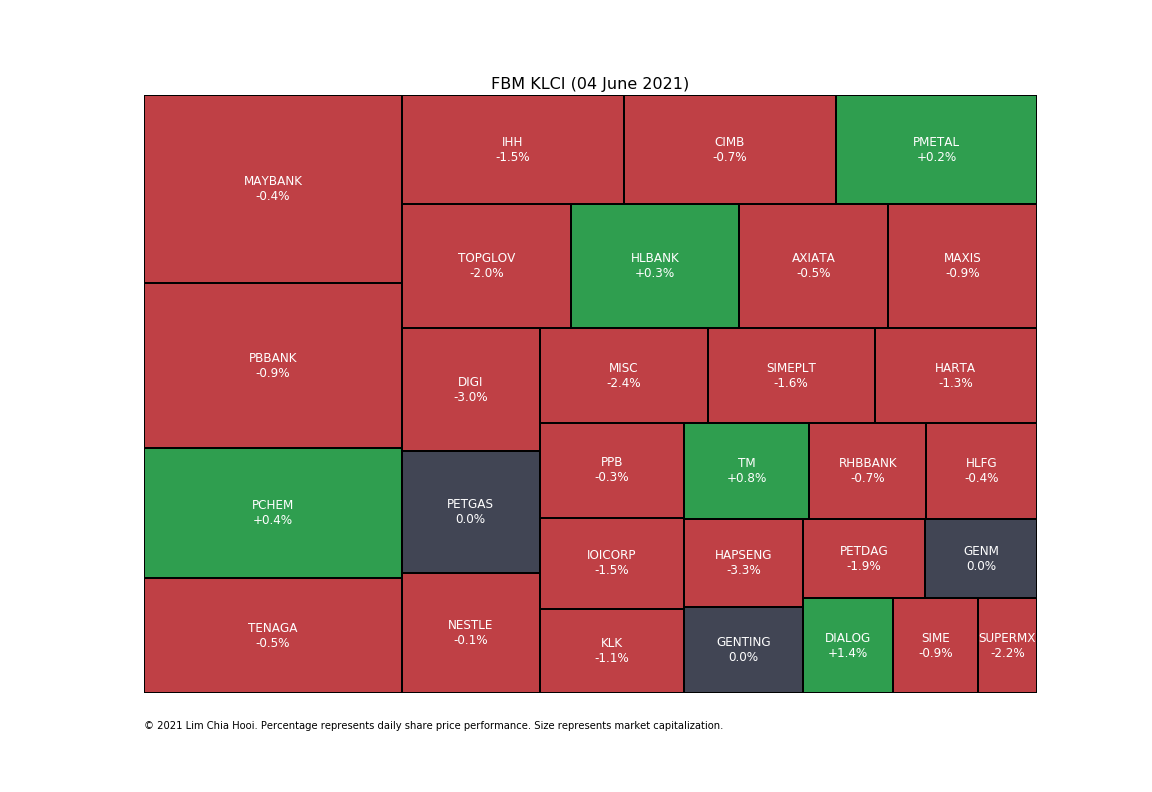 FBM KLCI (04 June 2021)
MAYBANK
-0.4%
IHH
-1.5%
CIMB
-0.7%
PMETAL
+0.2%
TOPGLOV
-2.0%
HLBANK
+0.3%
AXIATA
-0.5%
MAXIS
-0.9%
PBBANK
-0.9%
DIGI
-3.0%
MISC
-2.4%
SIMEPLT
-1.6%
HARTA
-1.3%
PPB
-0.3%
TM
+0.8%
RHBBANK
-0.7%
HLFG
-0.4%
PCHEM
+0.4%
PETGAS
0.0%
IOICORP
-1.5%
HAPSENG
-3.3%
PETDAG
-1.9%
GENM
0.0%
TENAGA
-0.5%
NESTLE
-0.1%
KLK
-1.1%
GENTING
0.0%
DIALOG
+1.4%
SIME
-0.9%
SUPERMX
-2.2%
© 2021 Lim Chia Hooi. Percentage represents daily share price performance. Size represents market capitalization.